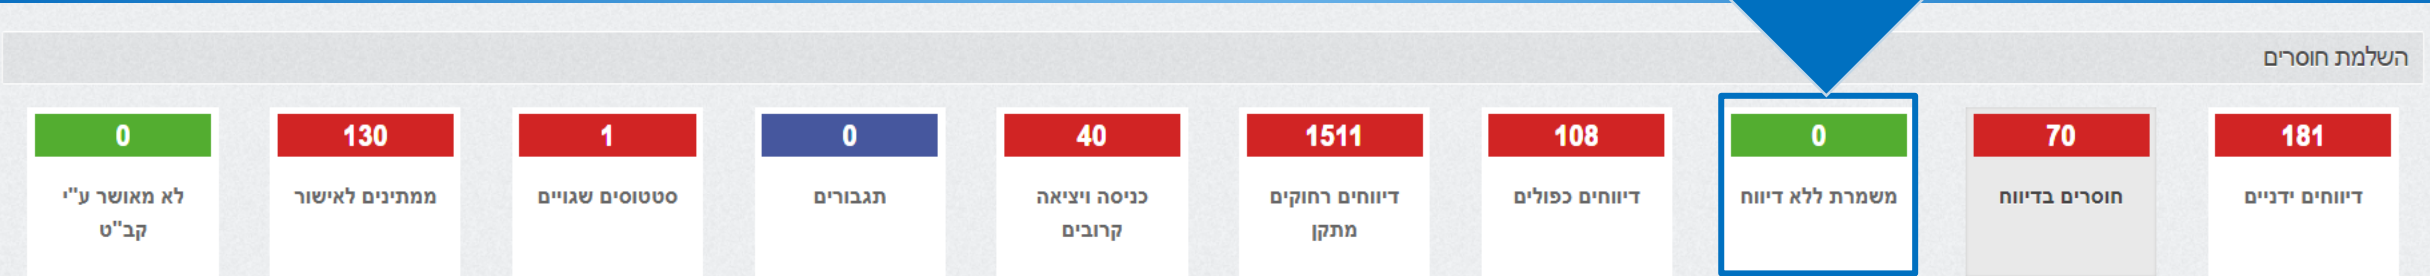 השלמת חוסרים
181
דיווחים ידניים
70
חוסרים בדיווח
0
משמרת ללא דיווח
108
דיווחים כפולים
1511
דיווחים רחוקים
מתקן
40
כניסה ויציאה
קרובים
0
תגבורים
1
סטטוסים שגויים
130
ממתינים לאישור
0
לא מאושר ע"י
קב"ט